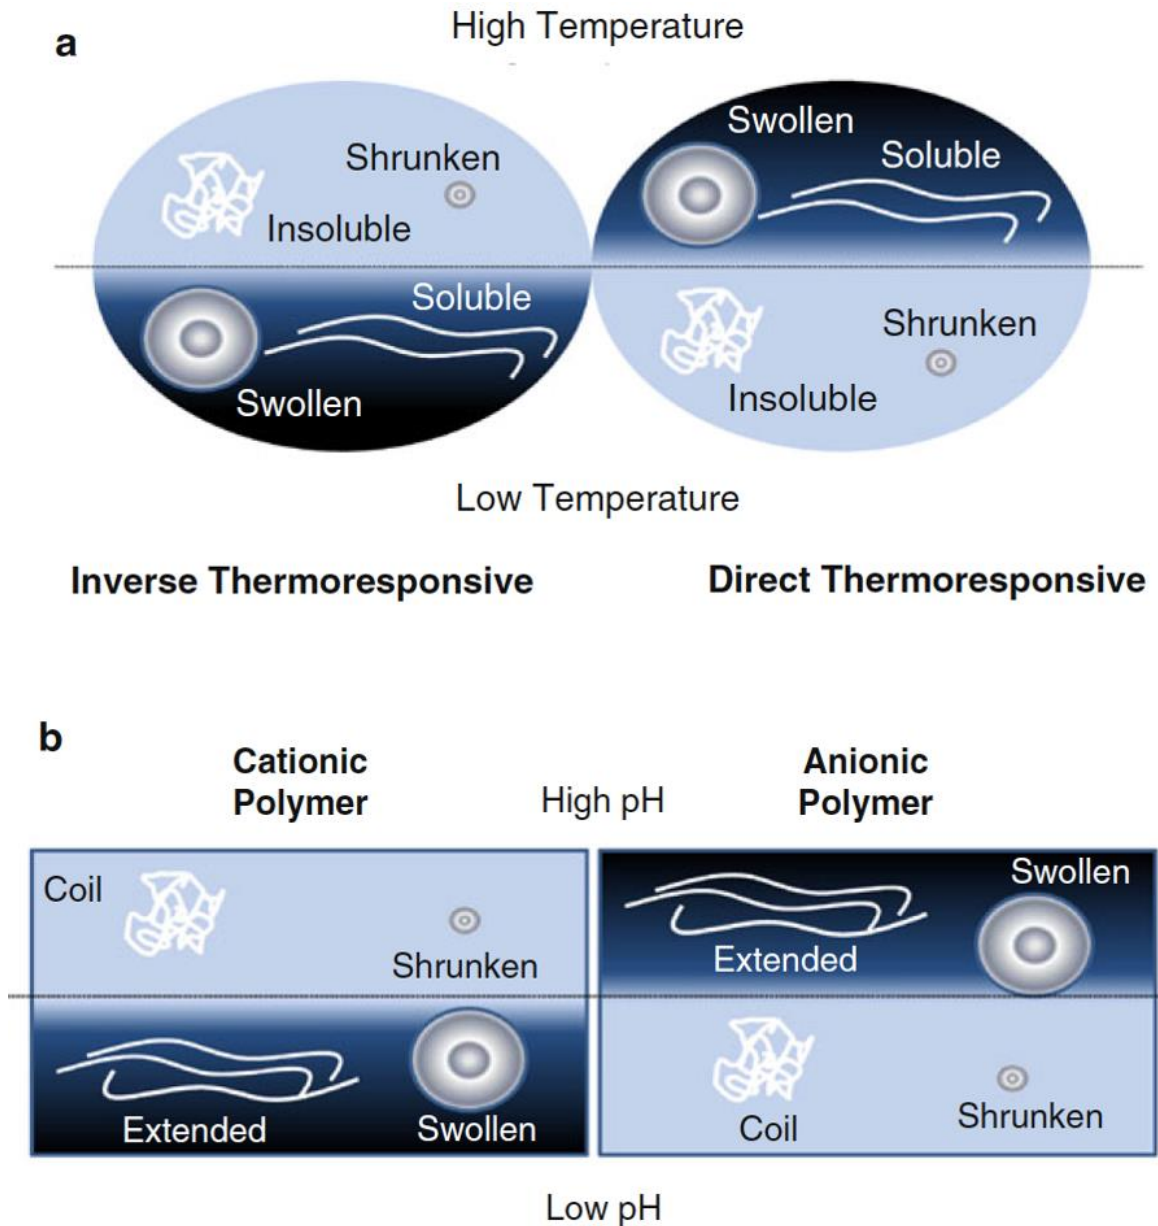 a
High Temperature
Shrunken
Insoluble
Swollen
Soluble
Soluble
Swollen
Shrunken
Insoluble
Low Temperature
Inverse Thermoresponsive
Direct Thermoresponsive
b
Cationic
Polymer
High pH
Anionic
Polymer
Coil
Shrunken
Swollen
Extended
Extended
Swollen
Coil
Shrunken
Low pH